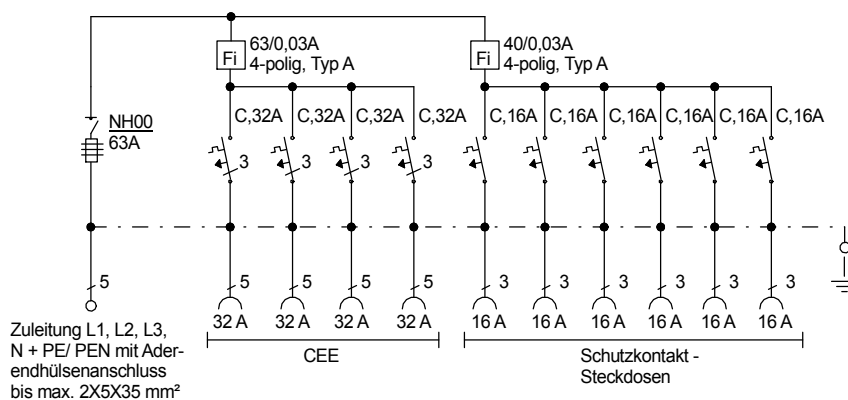 63/0,03A
Fi 4-polig, Typ A
40/0,03A
Fi 4-polig, Typ A
C,32A C,32A C,32A C,32A C,16A C,16A C,16A C,16A C,16A C,16A
NH00
63A
3 3 3 3
5 5 5 5 5 3 3 3 3 3 3
32 A 32 A 32 A 32 A 16 A 16 A 16 A 16 A 16 A 16 A
Zuleitung L1, L2, L3,
N + PE/ PEN mit Ader-
endhülsenanschluss
bis max. 2X5X35 mm²
CEE
Schutzkontakt -
Steckdosen